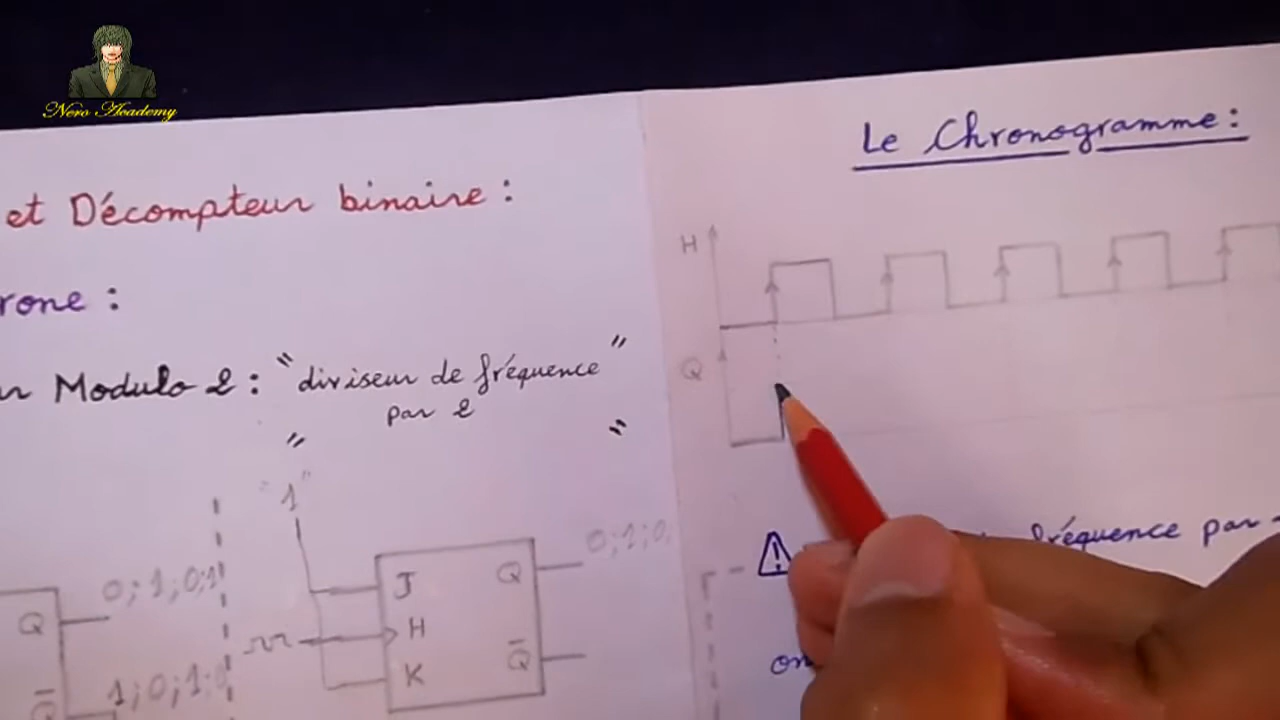 Nero Academy
et Décompteur binaire :
rone :
Modulo 2 : "diviseur de fréquence
par 2
"
"1"
0;1;0;1
Q
1;0;1;0
Q̄
J
H
K
Q
Q̄
0;1;0;
Le Chronogramme :
H
Q
fréquence par
on